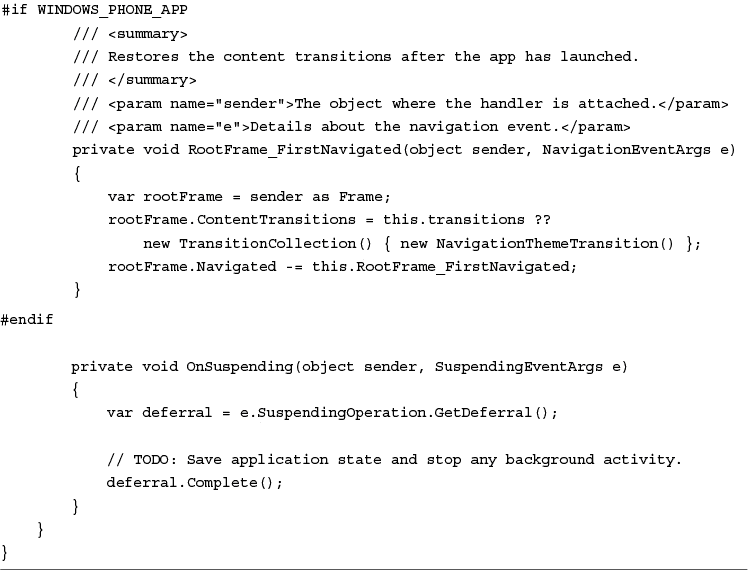 #if WINDOWS_PHONE_APP
        /// <summary>
        /// Restores the content transitions after the app has launched.
        /// </summary>
        /// <param name="sender">The object where the handler is attached.</param>
        /// <param name="e">Details about the navigation event.</param>
        private void RootFrame_FirstNavigated(object sender, NavigationEventArgs e)
        {
            var rootFrame = sender as Frame;
            rootFrame.ContentTransitions = this.transitions ??
                new TransitionCollection() { new NavigationThemeTransition() };
            rootFrame.Navigated -= this.RootFrame_FirstNavigated;
        }
#endif
        private void OnSuspending(object sender, SuspendingEventArgs e)
        {
            var deferral = e.SuspendingOperation.GetDeferral();
            // TODO: Save application state and stop any background activity.
            deferral.Complete();
        }
    }
}